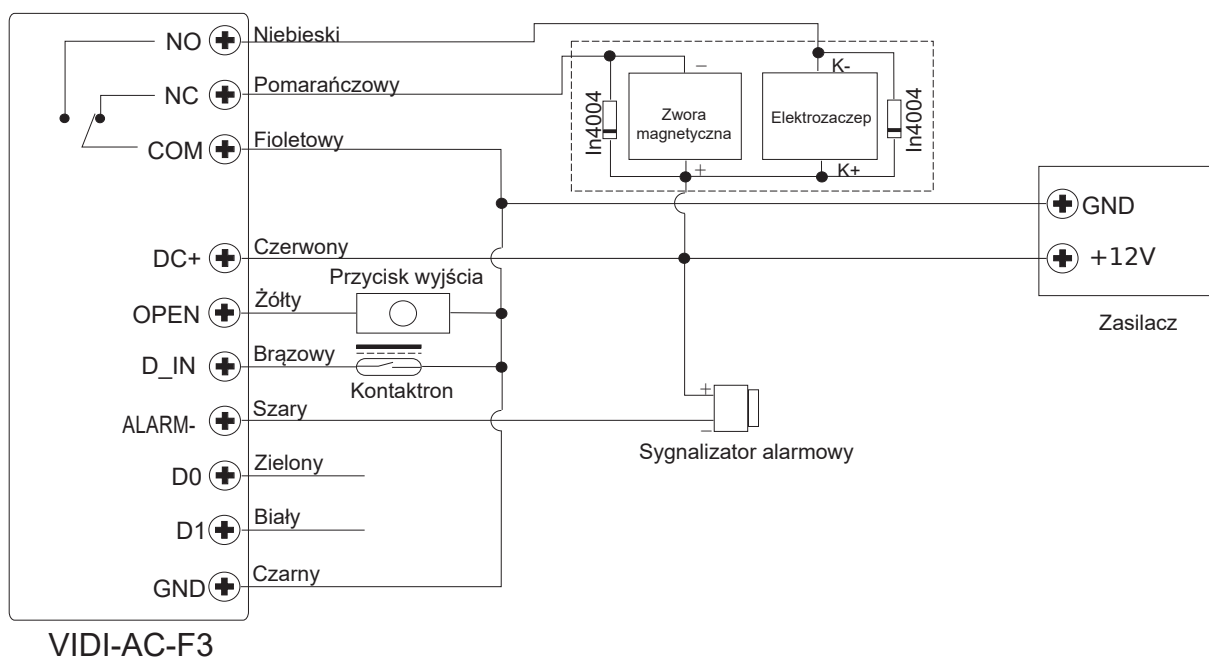 NO Niebieski
NC Pomarańczowy
COM Fioletowy
K-
In4004
−
Zwora
magnetyczna
+
Elektrozaczep
K+
In4004
GND
DC+ Czerwony
+12V
Przycisk wyjścia
OPEN Żółty
Zasilacz
D_IN Brązowy
Kontaktron
ALARM- Szary
+
−
Sygnalizator alarmowy
D0 Zielony
D1 Biały
GND Czarny
VIDI-AC-F3